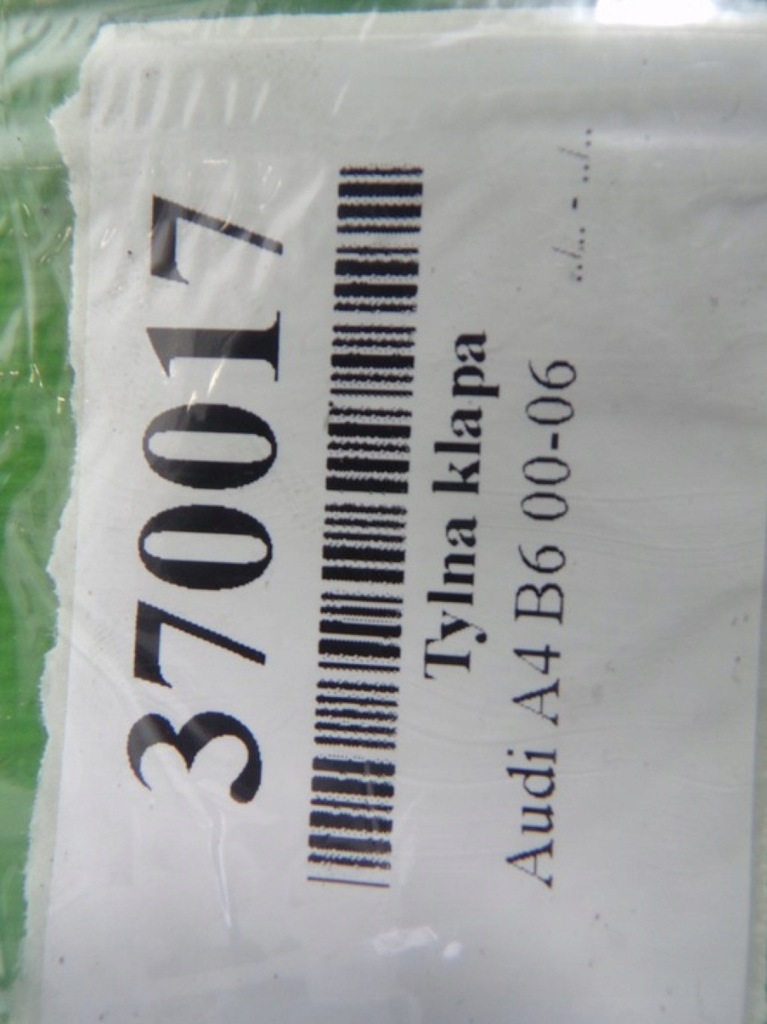 370017
Tylna klapa
Audi A4 B6 00-06
../... - ../..